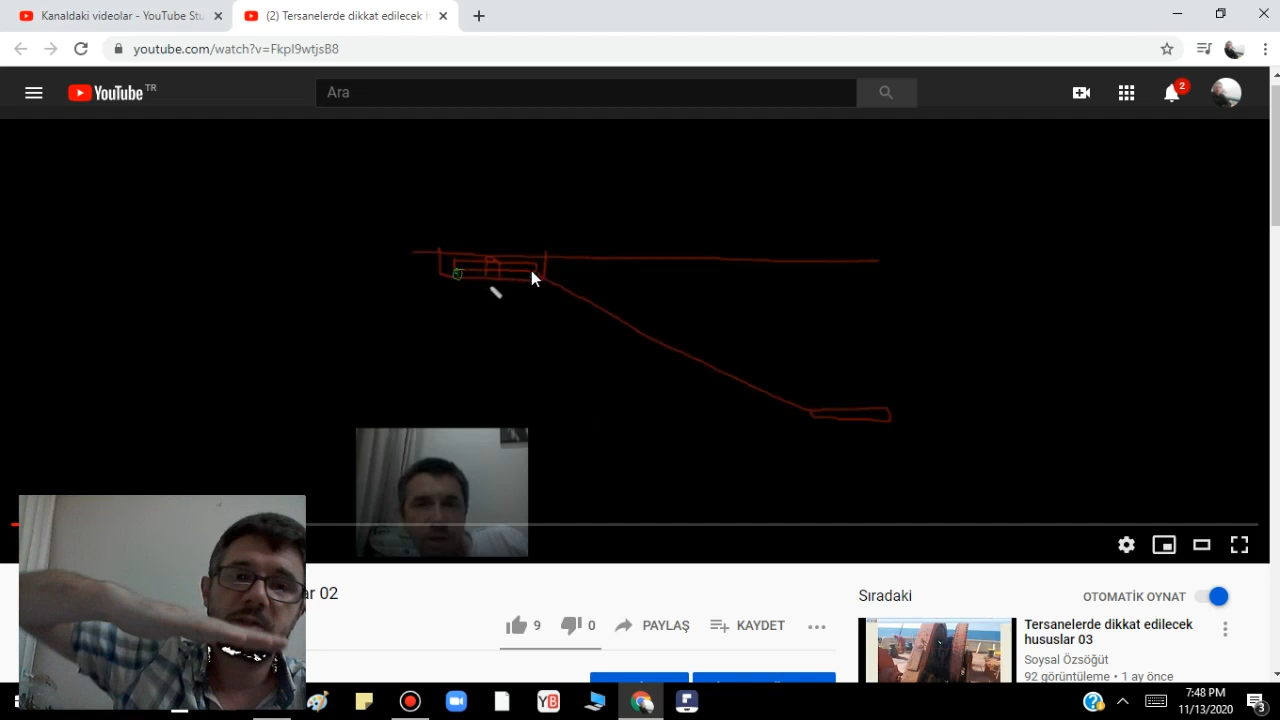 Kanaldaki videolar - YouTube Stu
(2) Tersanelerde dikkat edilecek h
youtube.com/watch?v=FkpI9wtjsB8
YouTube TR
Ara
2
ar 02
9
0
PAYLAŞ
KAYDET
Sıradaki
OTOMATİK OYNAT
Tersanelerde dikkat edilecek
hususlar 03
Soysal Özsöğüt
92 görüntüleme • 1 ay önce
YB
7:48 PM
11/13/2020
3